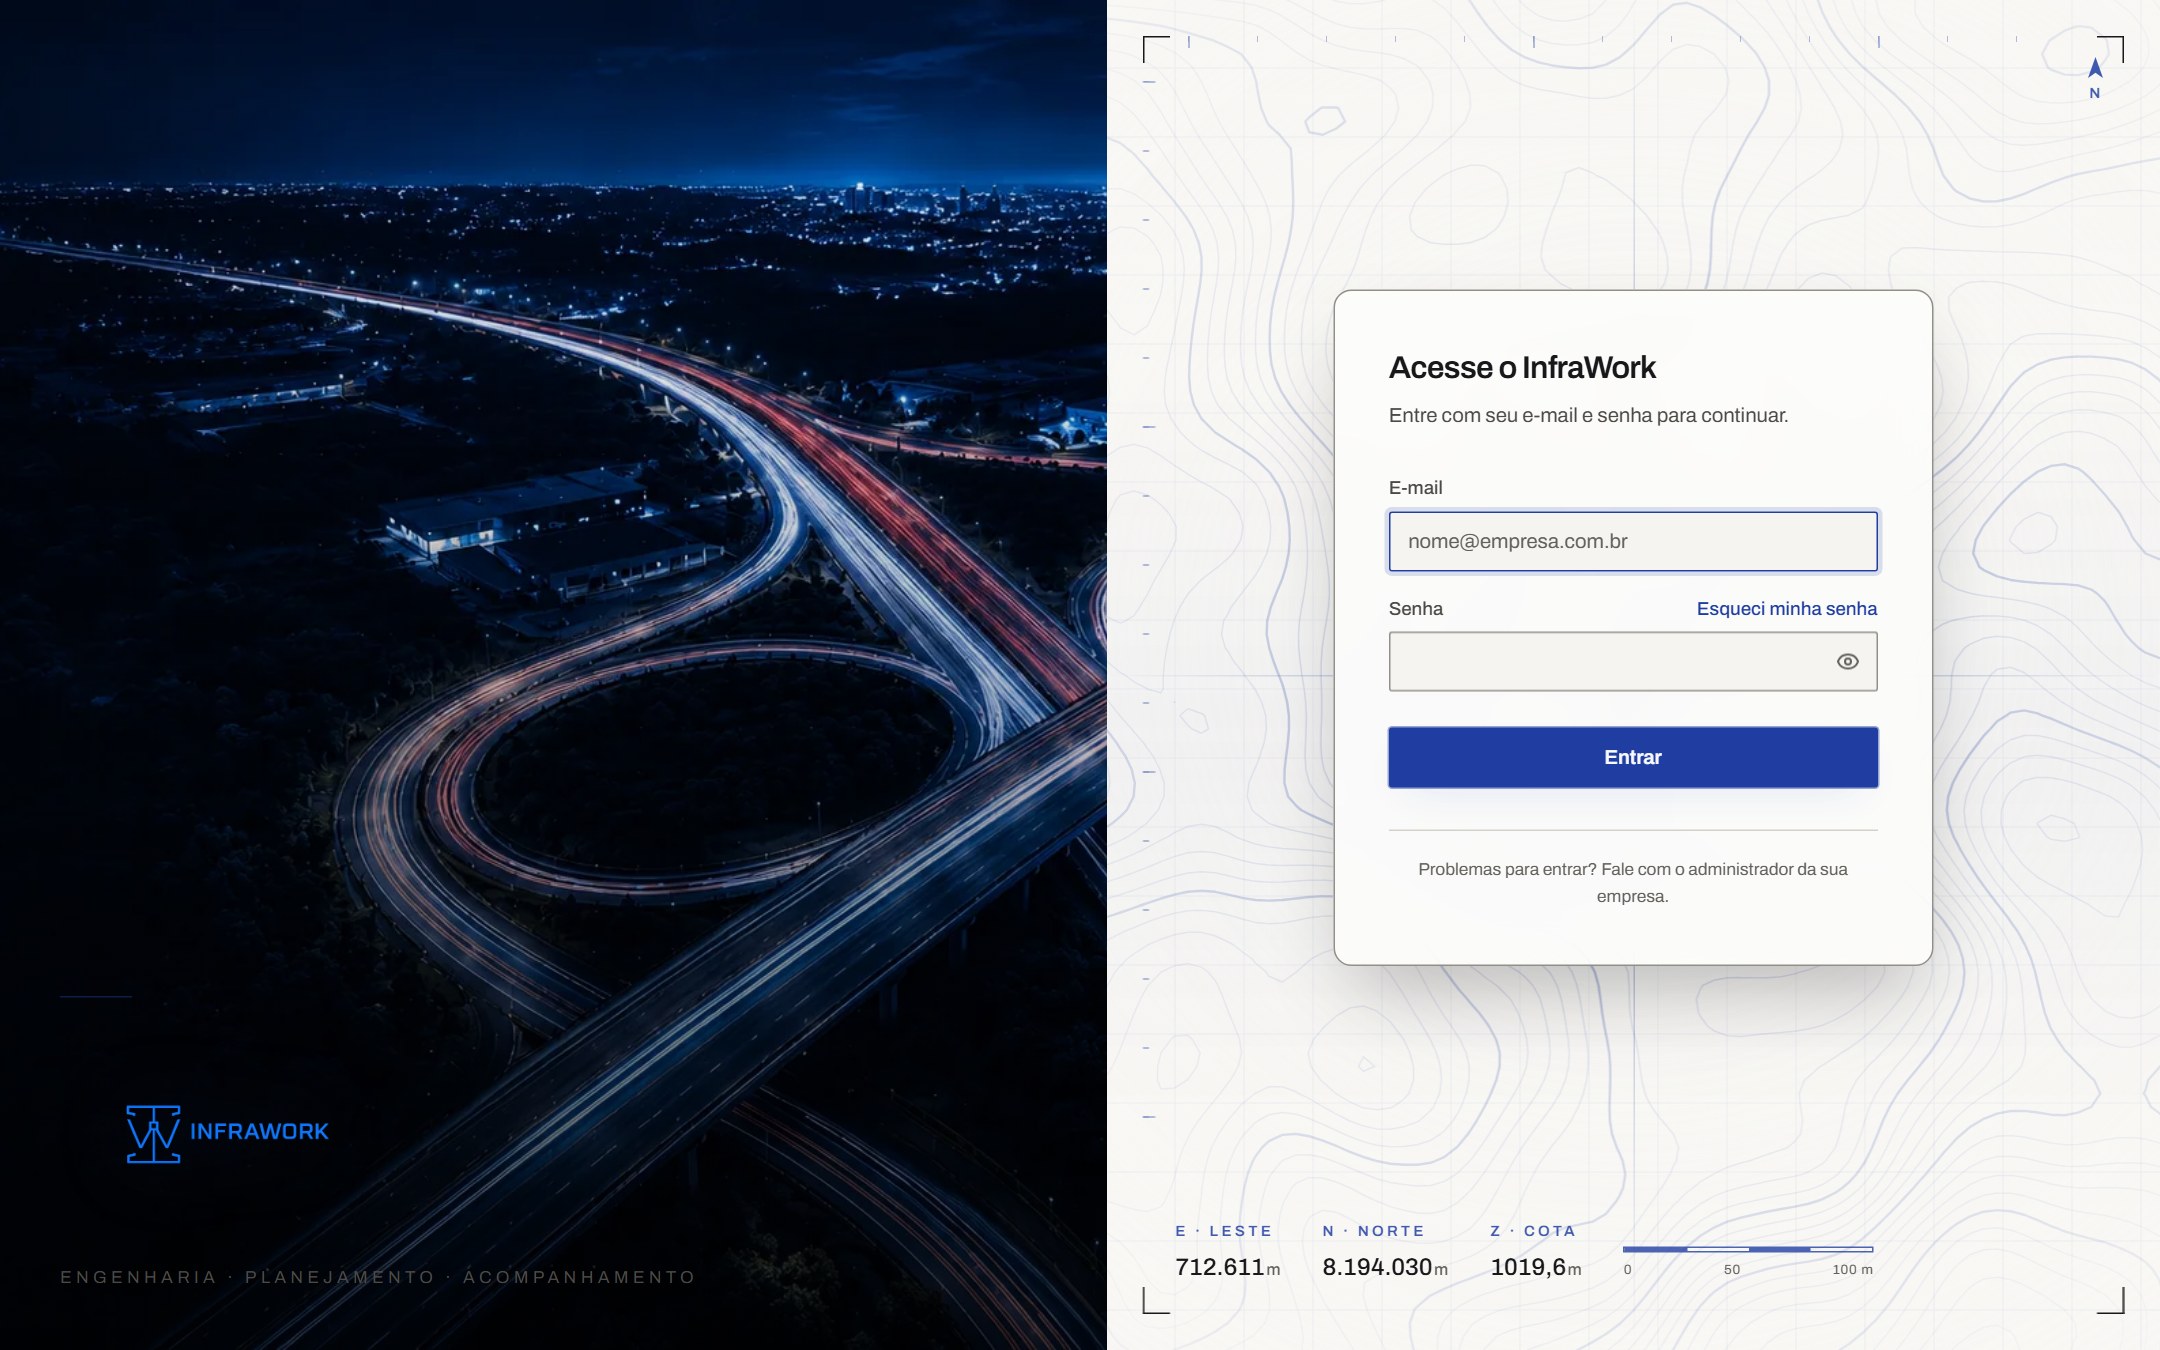 INFRAWORK
ENGENHARIA · PLANEJAMENTO · ACOMPANHAMENTO
N
Acesse o InfraWork
Entre com seu e-mail e senha para continuar.
E-mail
nome@empresa.com.br
Senha
Esqueci minha senha
Entrar
Problemas para entrar? Fale com o administrador da sua
empresa.
E · LESTE
712.611m
N · NORTE
8.194.030m
Z · COTA
1019,6m
0 50 100 m